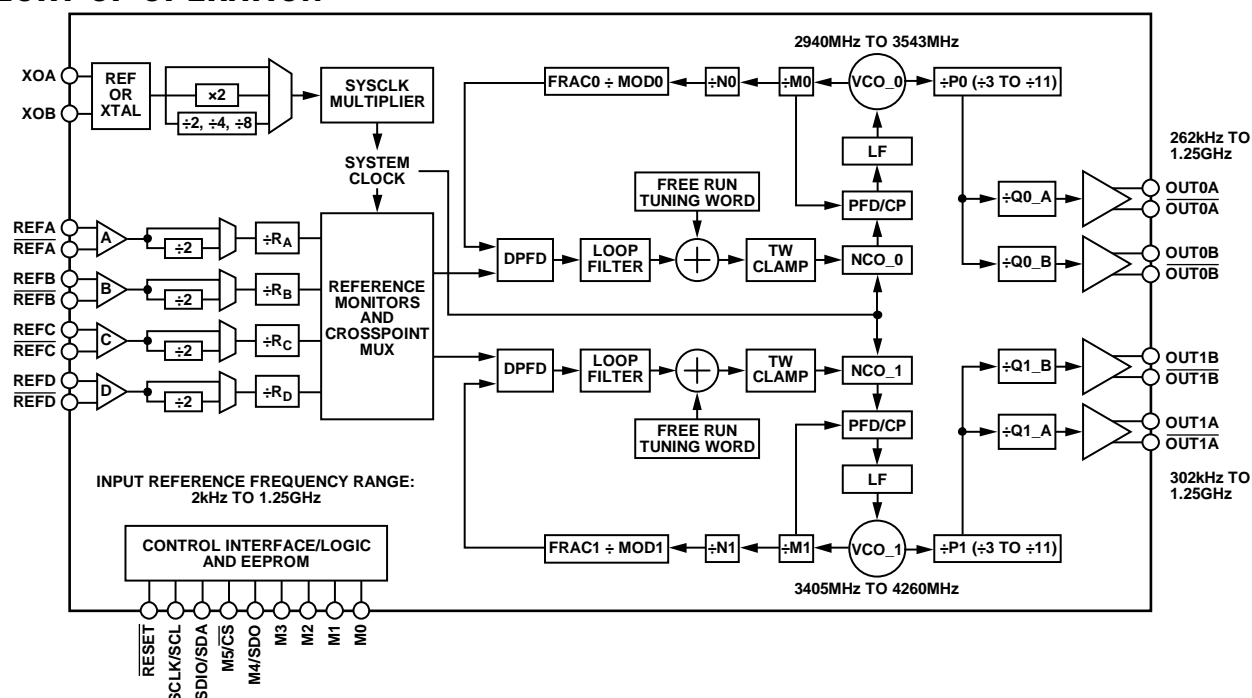 2940MHz TO 3543MHz
XOA
XOB
REF
OR
XTAL
×2
÷2, ÷4, ÷8
SYSCLK
MULTIPLIER
SYSTEM
CLOCK
FRAC0 ÷ MOD0
÷N0
÷M0
VCO_0
÷P0 (÷3 TO ÷11)
LF
PFD/CP
NCO_0
FREE RUN
TUNING WORD
DPFD
LOOP
FILTER
+
TW
CLAMP
262kHz TO
1.25GHz
÷Q0_A
OUT0A
OUT0A
÷Q0_B
OUT0B
OUT0B
REFA
REFA
A
÷2
÷RA
REFB
REFB
B
÷2
÷RB
REFC
REFC
C
÷2
÷RC
REFD
REFD
D
÷2
÷RD
REFERENCE
MONITORS
AND
CROSSPOINT
MUX
DPFD
LOOP
FILTER
+
TW
CLAMP
NCO_1
FREE RUN
TUNING WORD
PFD/CP
LF
÷Q1_B
OUT1B
OUT1B
÷Q1_A
OUT1A
OUT1A
302kHz TO
1.25GHz
FRAC1 ÷ MOD1
÷N1
÷M1
VCO_1
÷P1 (÷3 TO ÷11)
3405MHz TO 4260MHz
INPUT REFERENCE FREQUENCY RANGE:
2kHz TO 1.25GHz
CONTROL INTERFACE/LOGIC
AND EEPROM
RESET
SCLK/SCL
SDIO/SDA
M5/CS
M4/SDO
M3
M2
M1
M0